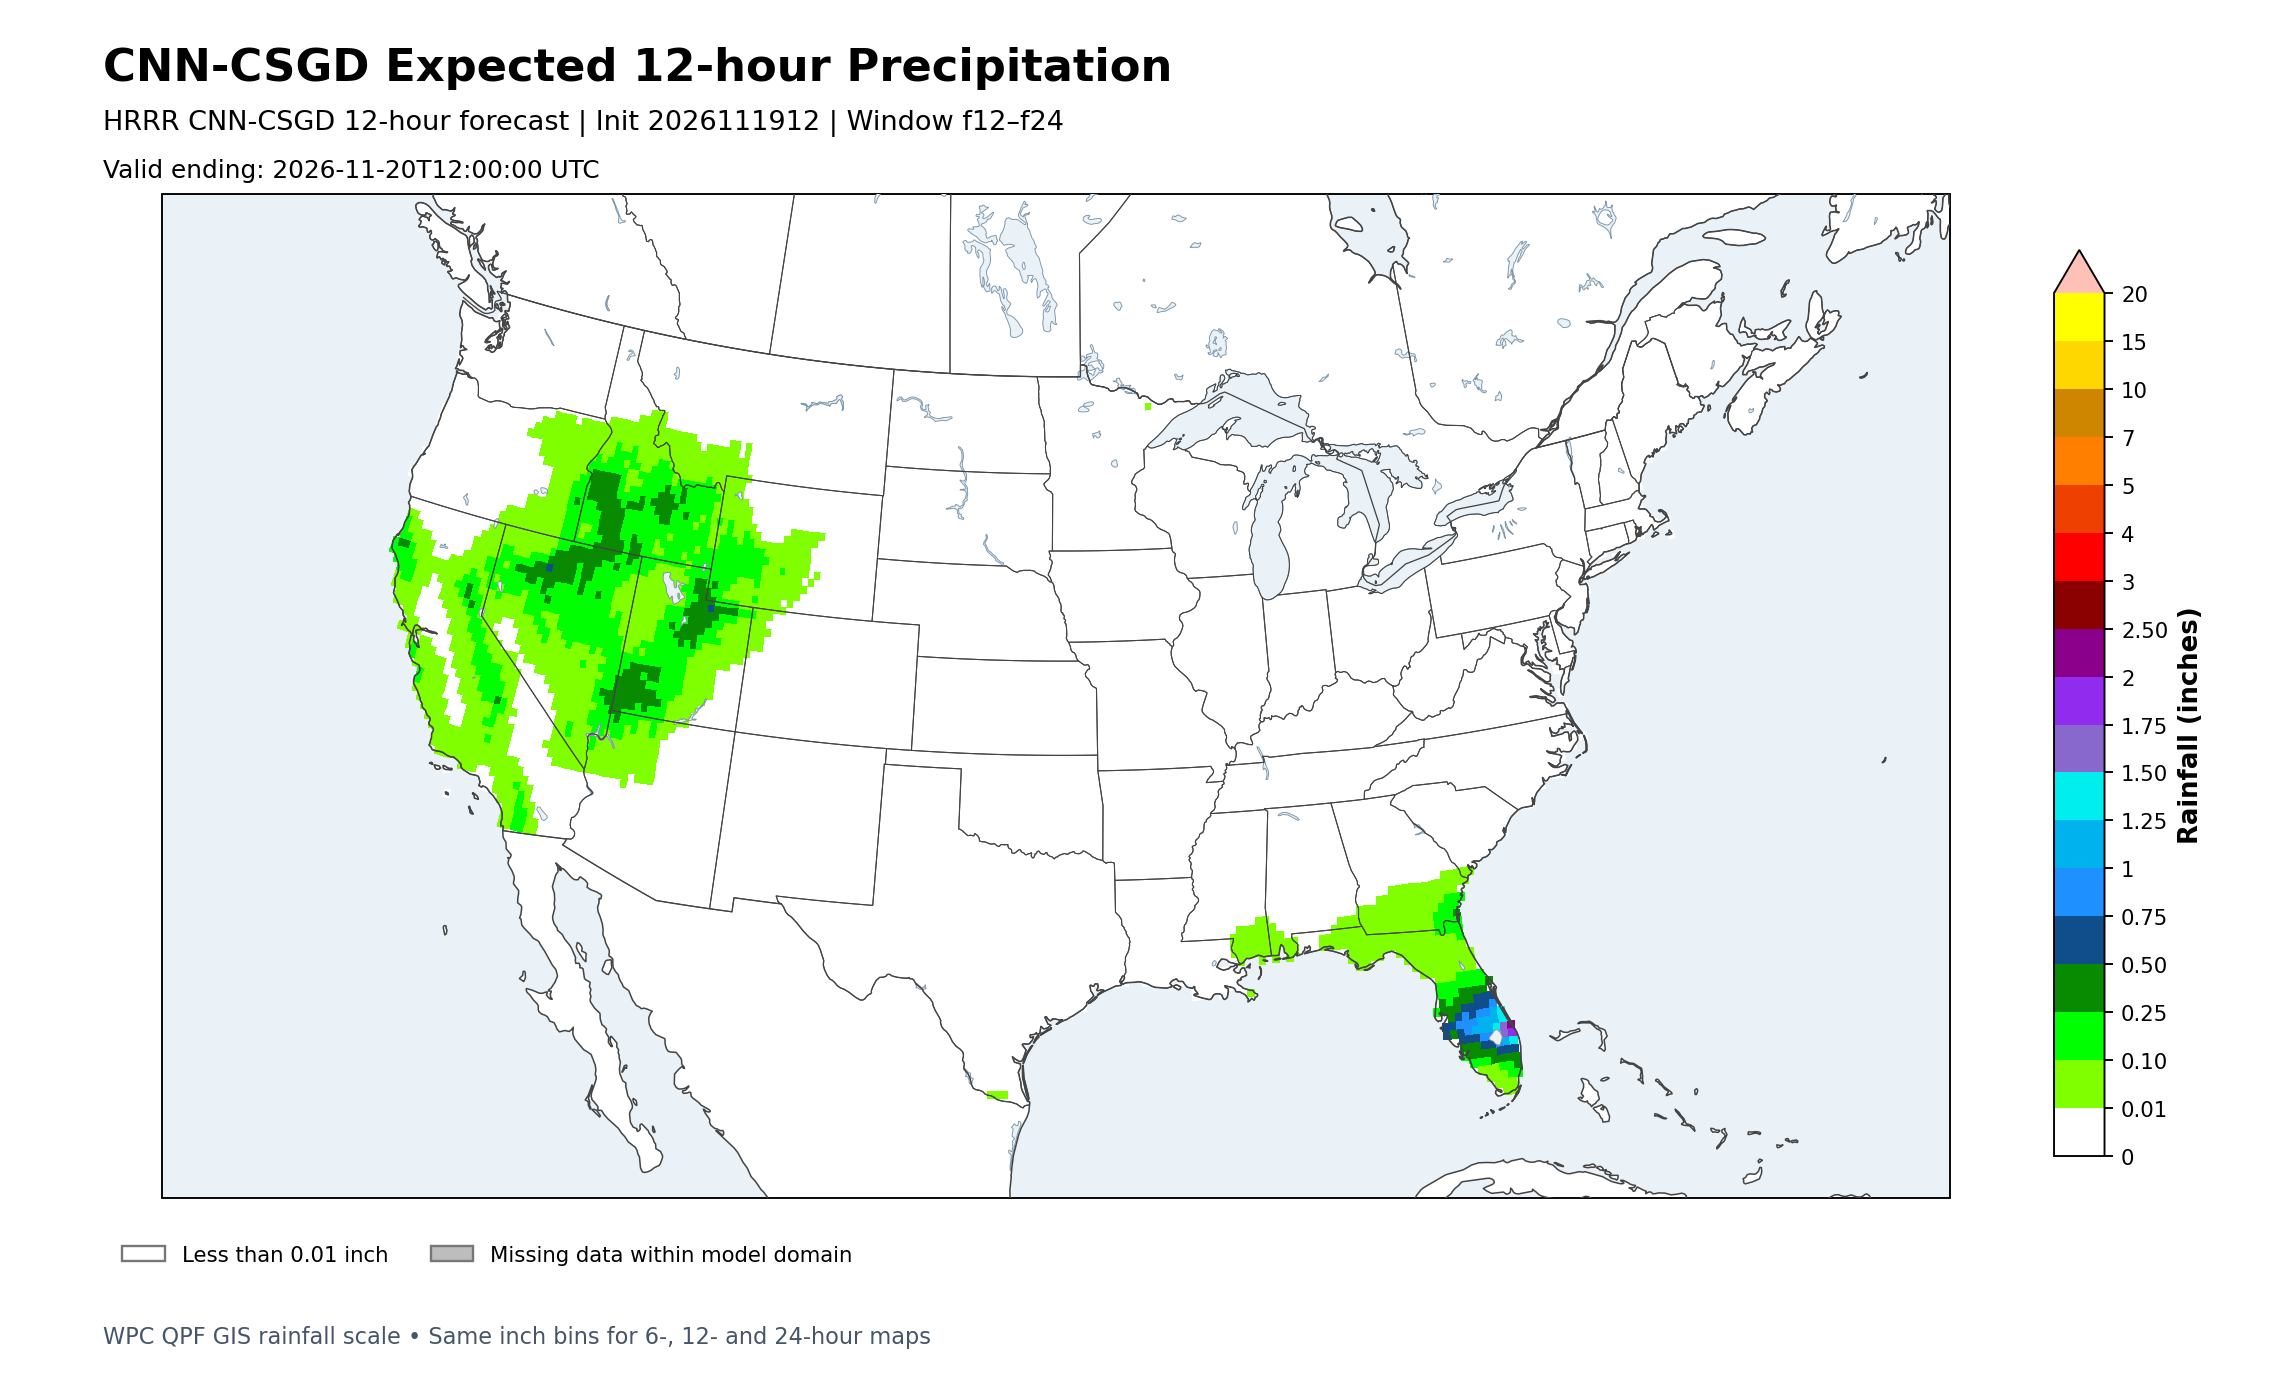 CNN-CSGD Expected 12-hour Precipitation
HRRR CNN-CSGD 12-hour forecast | Init 2026111912 | Window f12–f24
Valid ending: 2026-11-20T12:00:00 UTC
20
15
10
7
5
4
3
2.50
2
1.75
1.50
1.25
1
0.75
0.50
0.25
0.10
0.01
0
Rainfall (inches)
Less than 0.01 inch
Missing data within model domain
WPC QPF GIS rainfall scale • Same inch bins for 6-, 12- and 24-hour maps